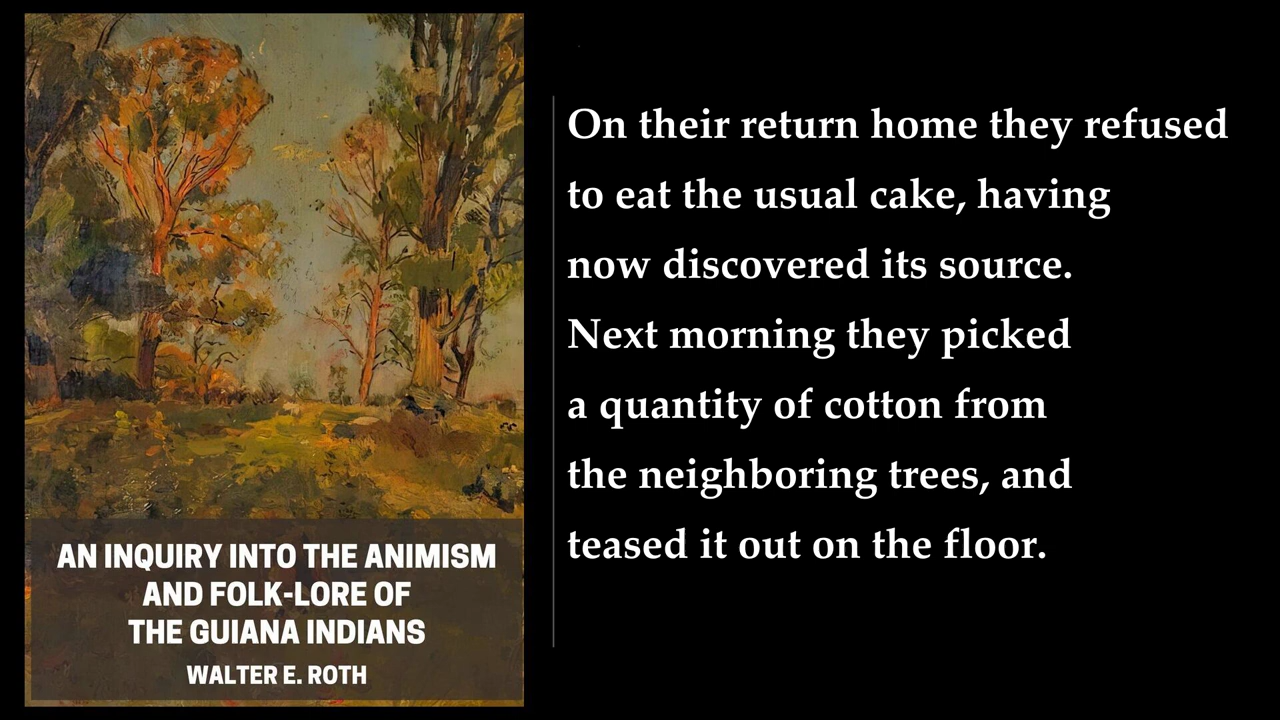 AN INQUIRY INTO THE ANIMISM
AND FOLK-LORE OF
THE GUIANA INDIANS
WALTER E. ROTH
On their return home they refused
to eat the usual cake, having
now discovered its source.
Next morning they picked
a quantity of cotton from
the neighboring trees, and
teased it out on the floor.